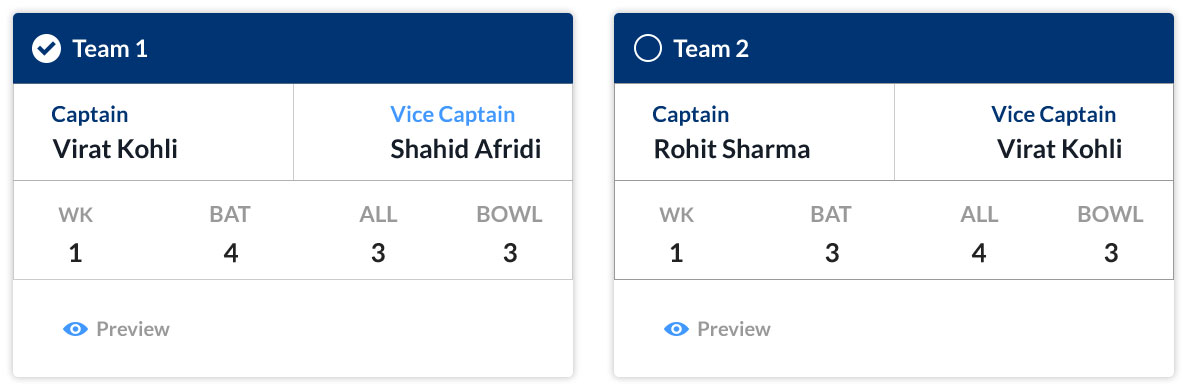 Team 1
Captain Vice Captain
Virat Kohli Shahid Afridi
WK BAT ALL BOWL
1 4 3 3
Preview
Team 2
Captain Vice Captain
Rohit Sharma Virat Kohli
WK BAT ALL BOWL
1 3 4 3
Preview